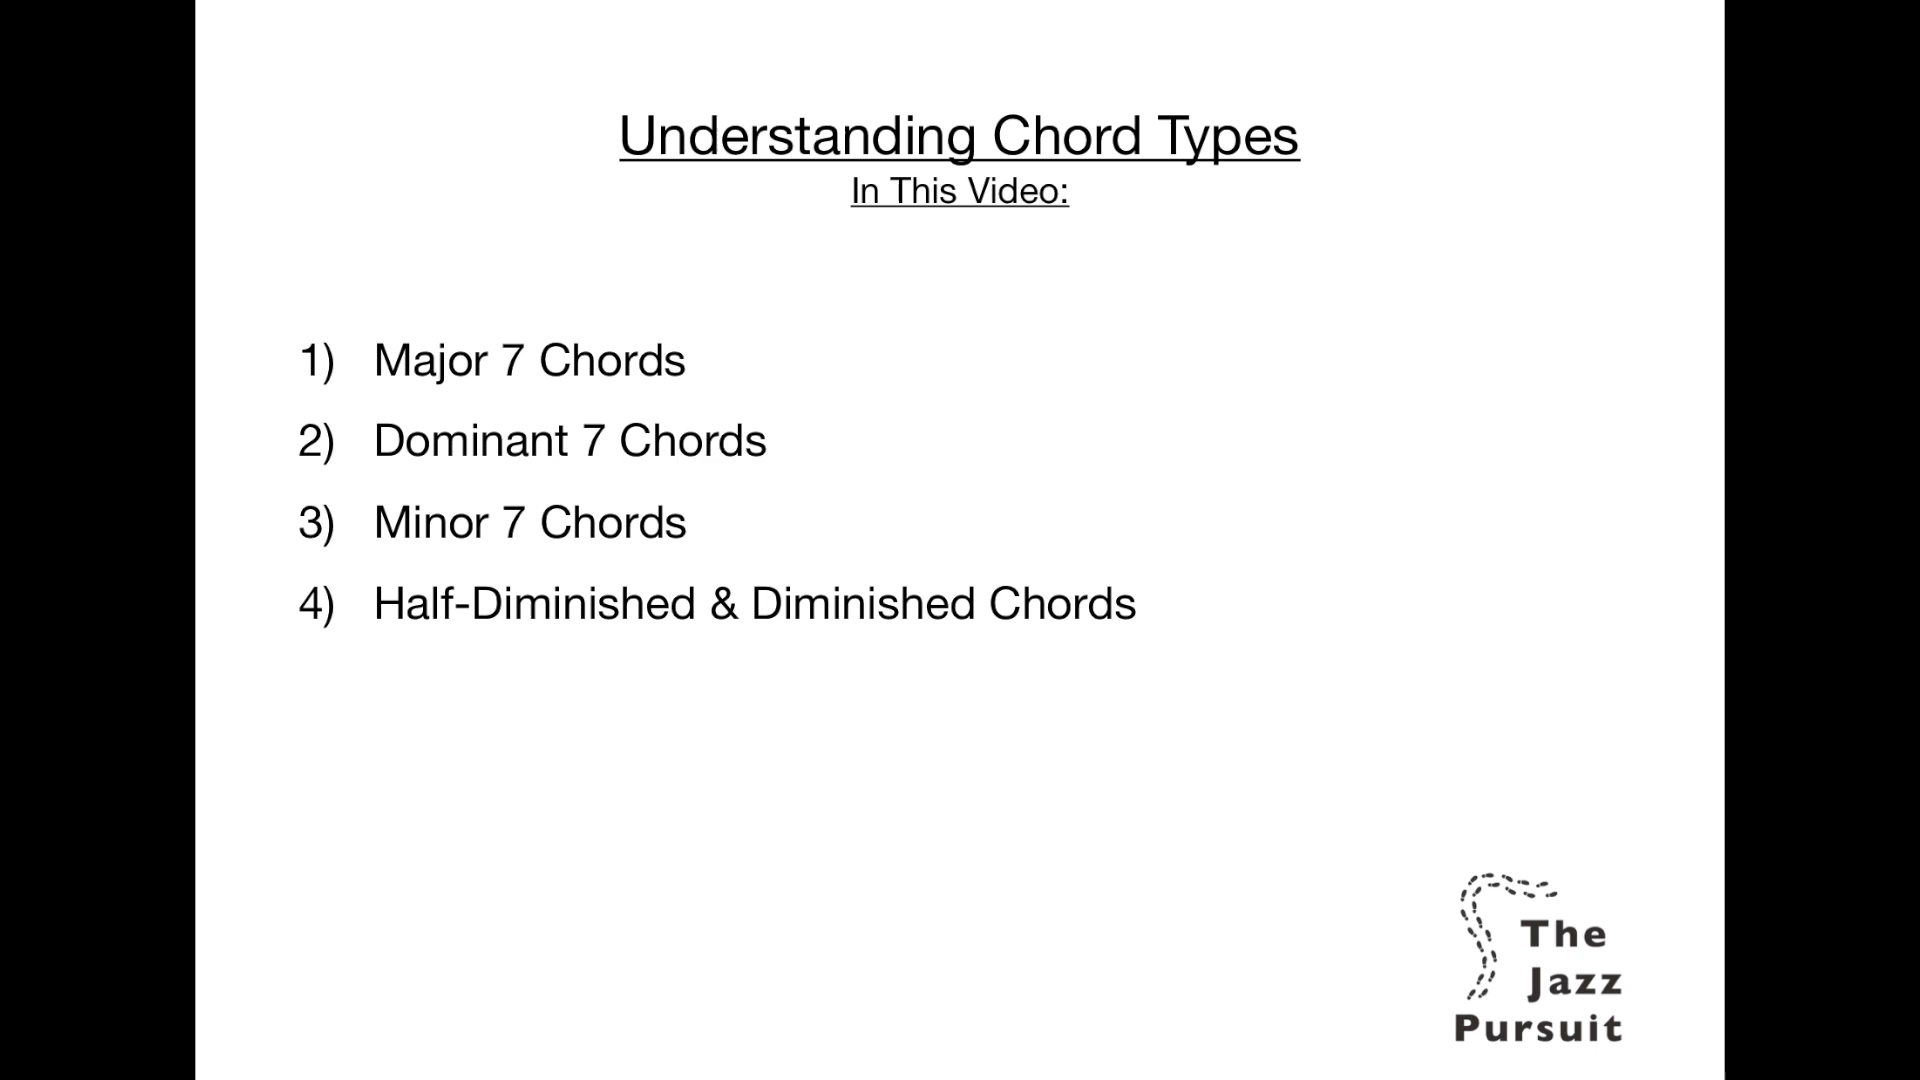 Understanding Chord Types
In This Video:
1) Major 7 Chords
2) Dominant 7 Chords
3) Minor 7 Chords
4) Half-Diminished & Diminished Chords
The
Jazz
Pursuit